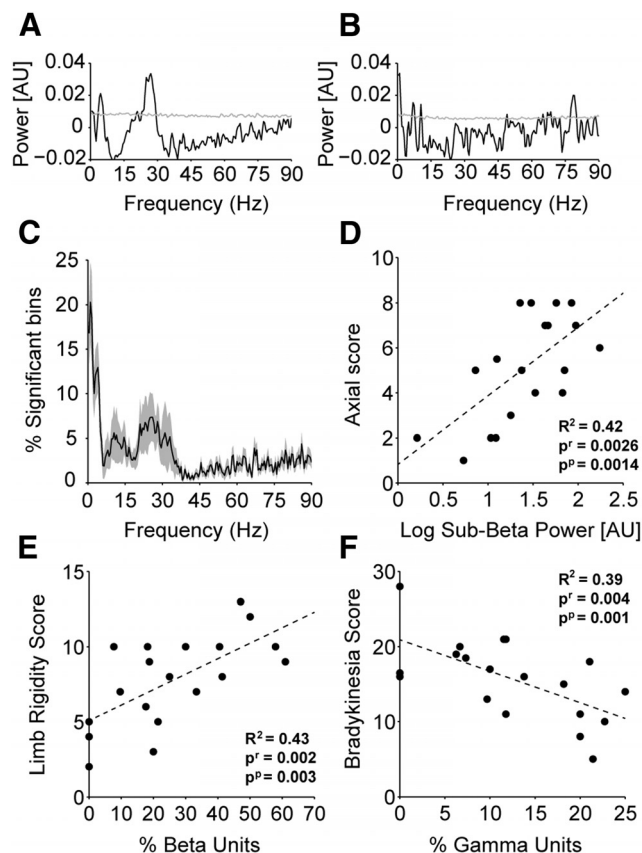 A
Power [AU]
0.04
0.02
0
−0.02
0 15 30 45 60 75 90
Frequency (Hz)
B
Power [AU]
0.04
0.02
0
−0.02
0 15 30 45 60 75 90
Frequency (Hz)
C
% Significant bins
25
20
15
10
5
0
0 15 30 45 60 75 90
Frequency (Hz)
D
Axial score
10
8
6
4
2
0
R² = 0.42
pʳ = 0.0026
pᵖ = 0.0014
0 0.5 1 1.5 2 2.5
Log Sub-Beta Power [AU]
E
Limb Rigidity Score
15
10
5
0
R² = 0.43
pʳ = 0.002
pᵖ = 0.003
0 10 20 30 40 50 60 70
% Beta Units
F
Bradykinesia Score
30
20
10
0
R² = 0.39
pʳ = 0.004
pᵖ = 0.001
0 5 10 15 20 25
% Gamma Units